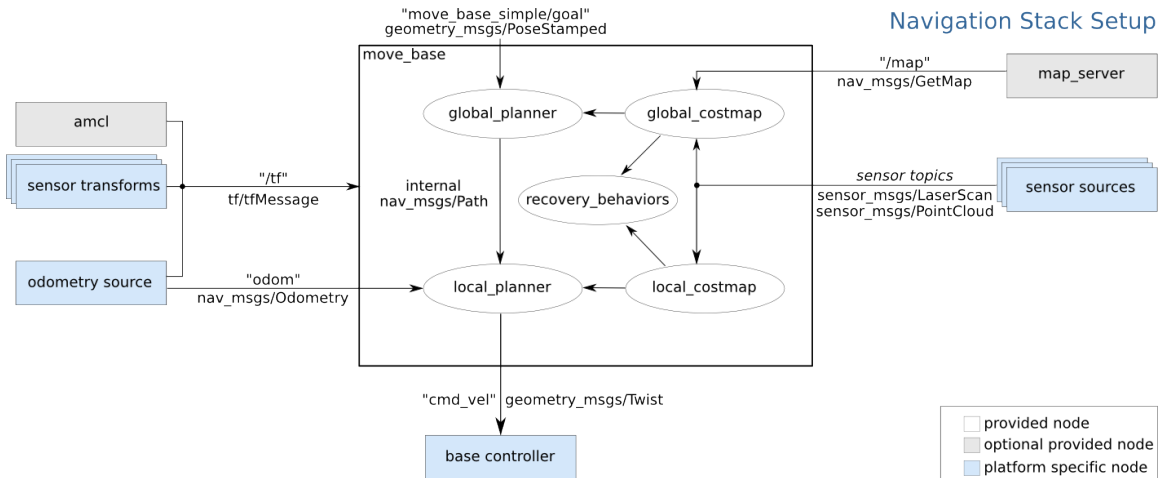 Navigation Stack Setup
"move_base_simple/goal"
geometry_msgs/PoseStamped
move_base
"/map"
nav_msgs/GetMap
map_server
amcl
global_planner
global_costmap
sensor transforms
"/tf"
tf/tfMessage
internal
nav_msgs/Path
recovery_behaviors
sensor topics
sensor_msgs/LaserScan
sensor_msgs/PointCloud
sensor sources
odometry source
"odom"
nav_msgs/Odometry
local_planner
local_costmap
"cmd_vel" geometry_msgs/Twist
base controller
provided node
optional provided node
platform specific node